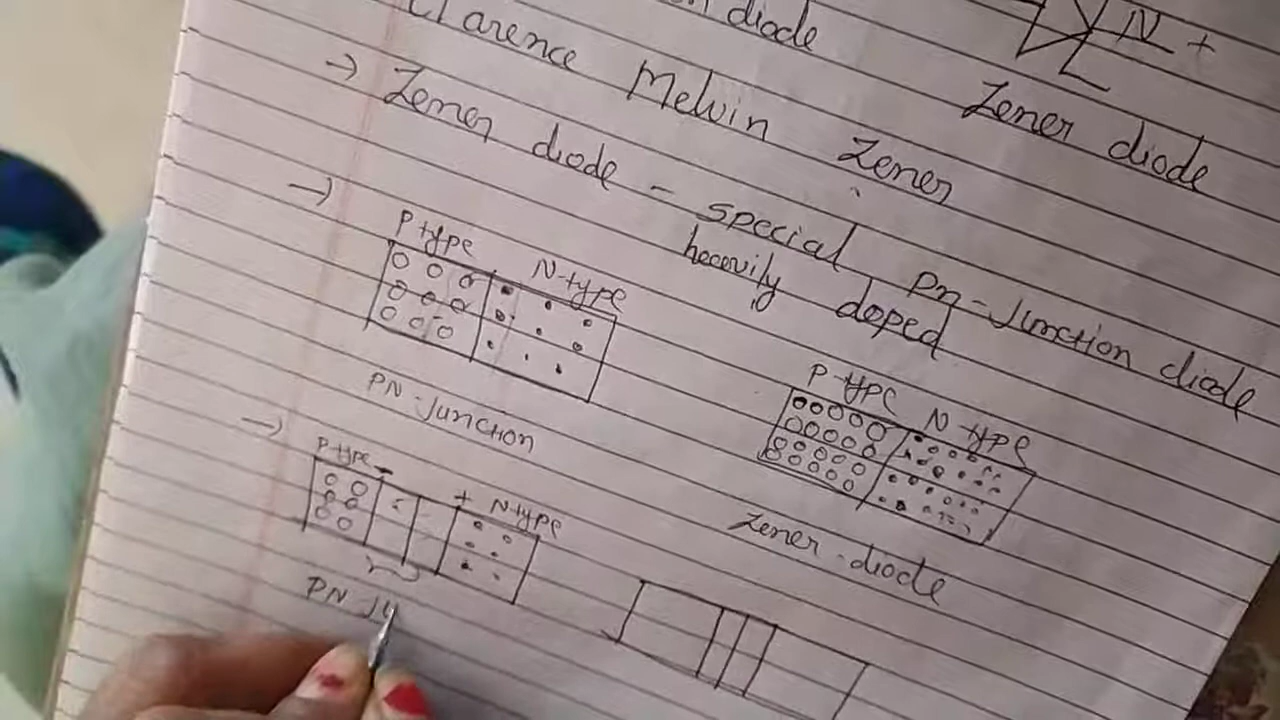 diode
N +
Clarence Melvin Zener
Zener diode
→ Zener diode - special Pn-Junction diode
heavily doped
→ P type N-type
PN-Junction
P-type N type
Zener-diode
→ P-type - + N-type
PN Ju